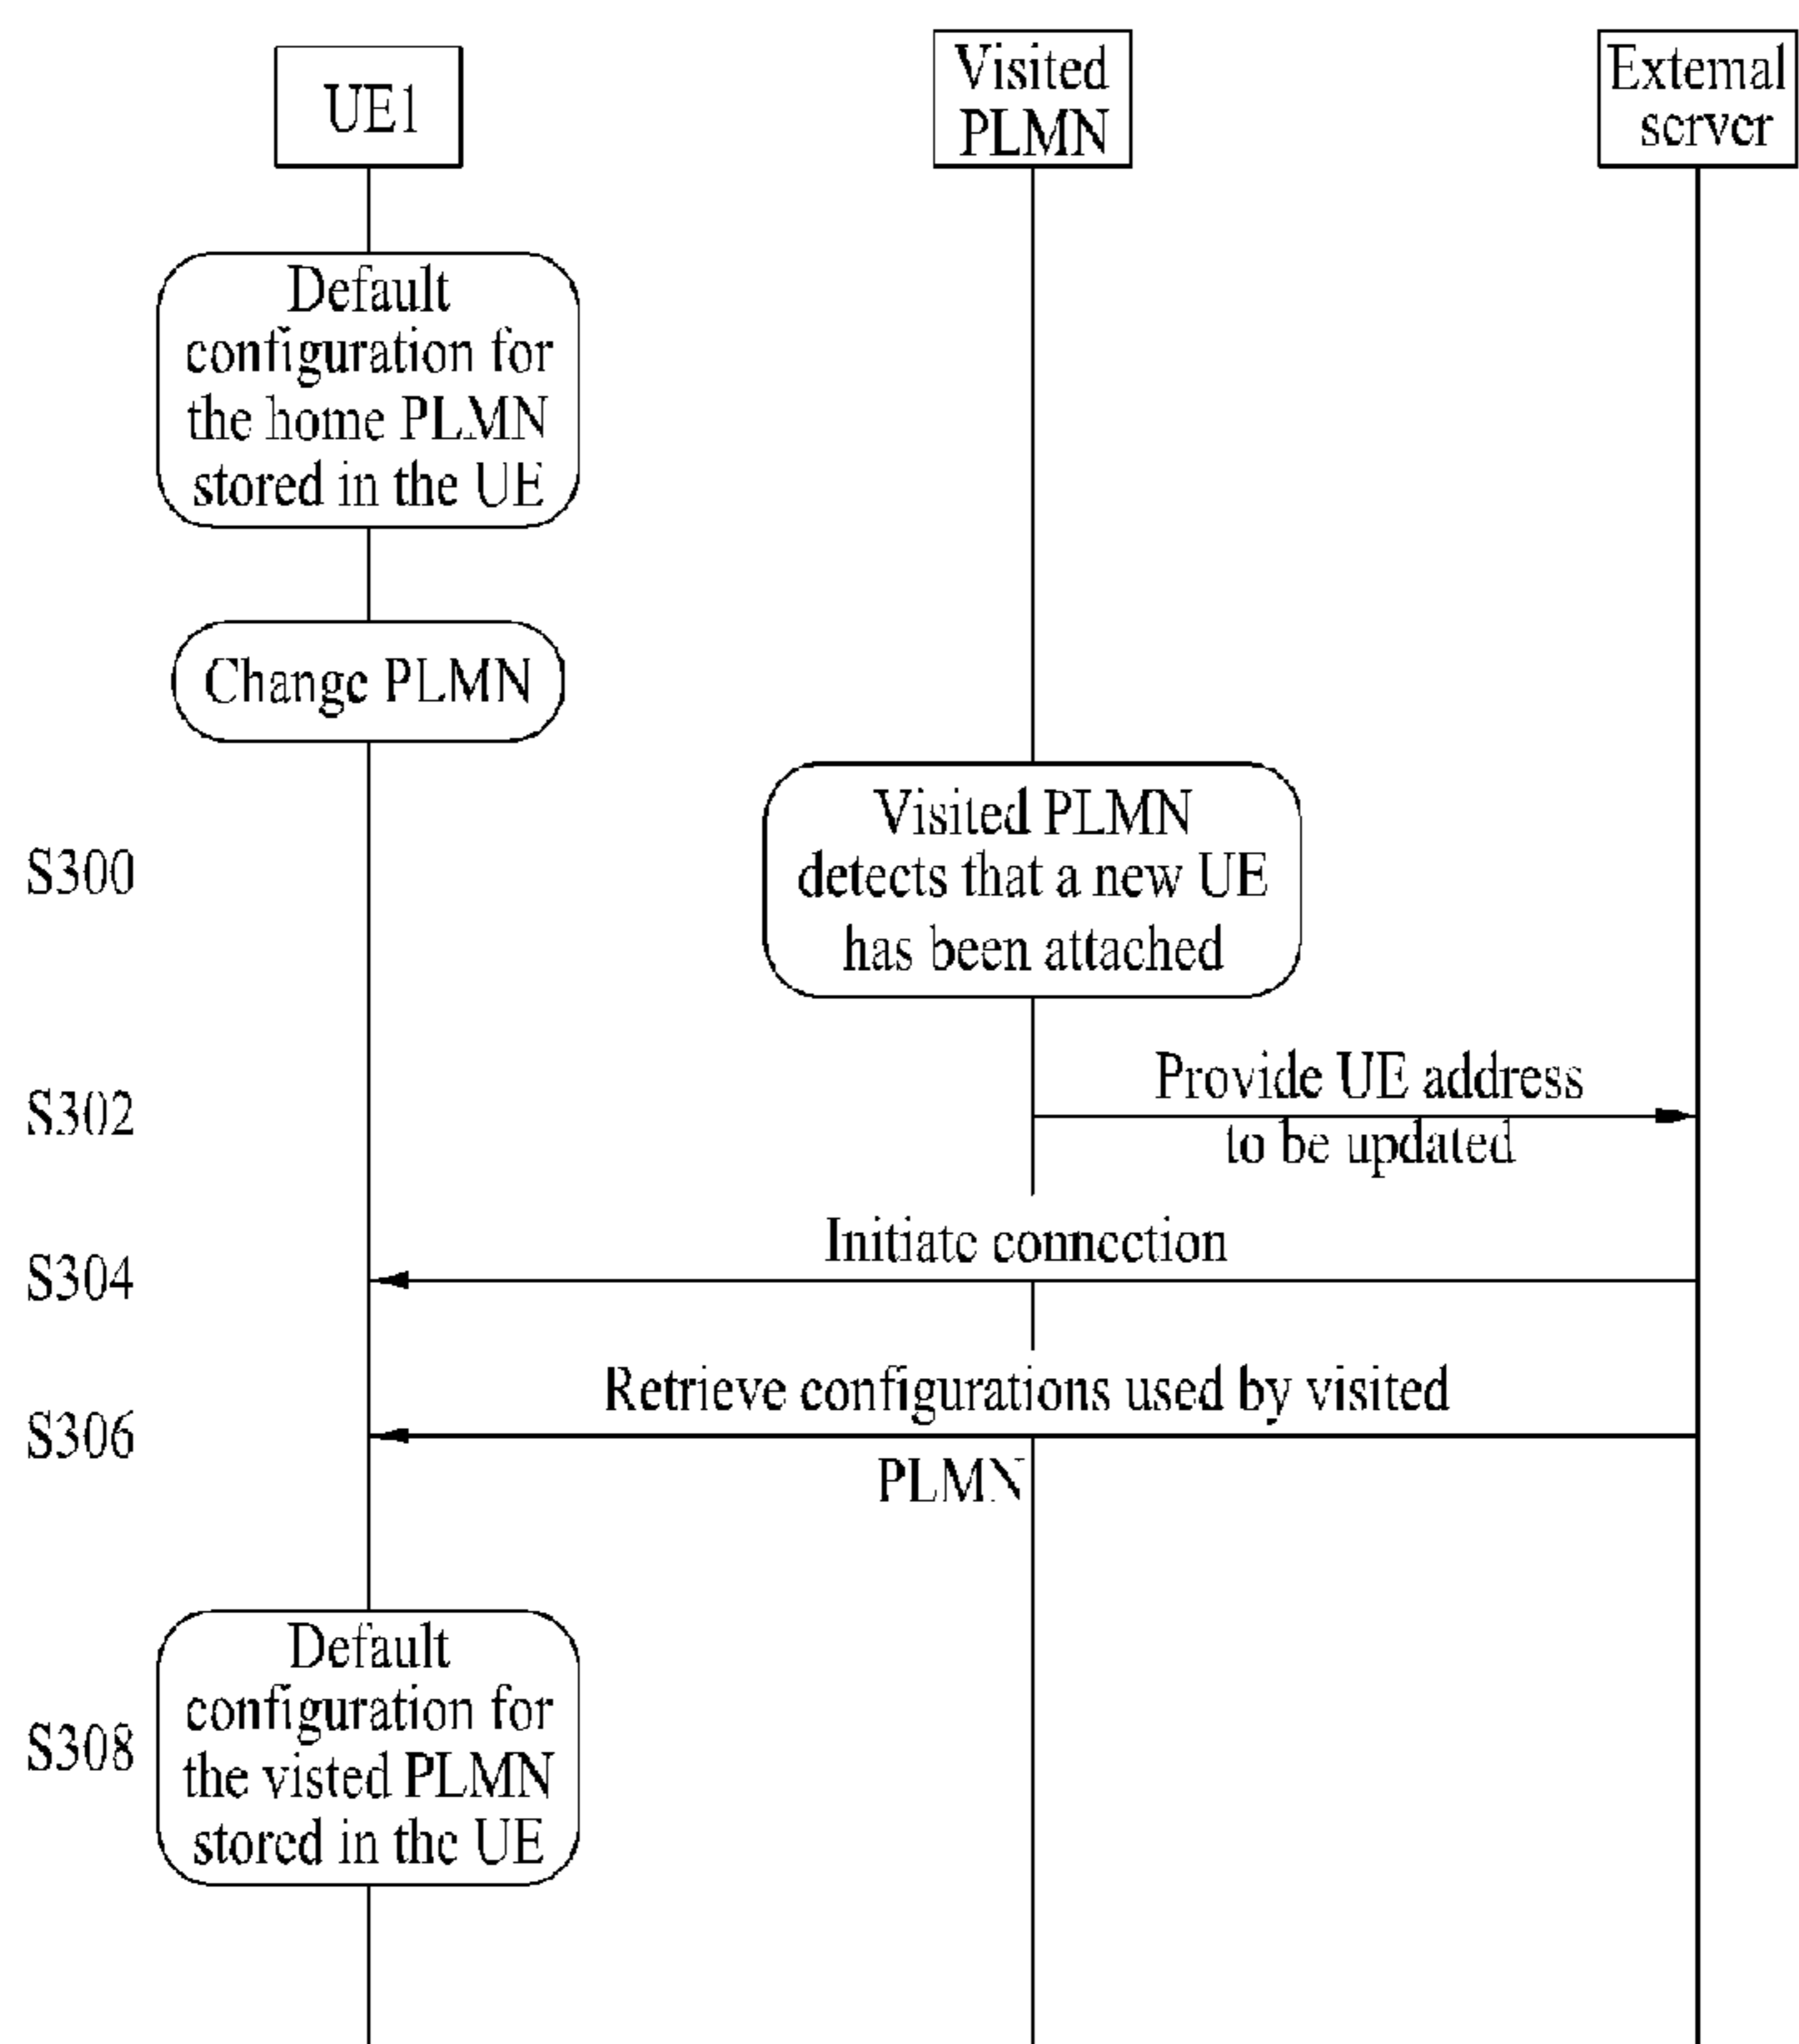 UE1
Visited
PLMN
External
server
Default
configuration for
the home PLMN
stored in the UE
Change PLMN
S300
Visited PLMN
detects that a new UE
has been attached
S302
Provide UE address
to be updated
S304
Initiate connection
S306
Retrieve configurations used by visited
PLMN
S308
Default
configuration for
the visted PLMN
stored in the UE